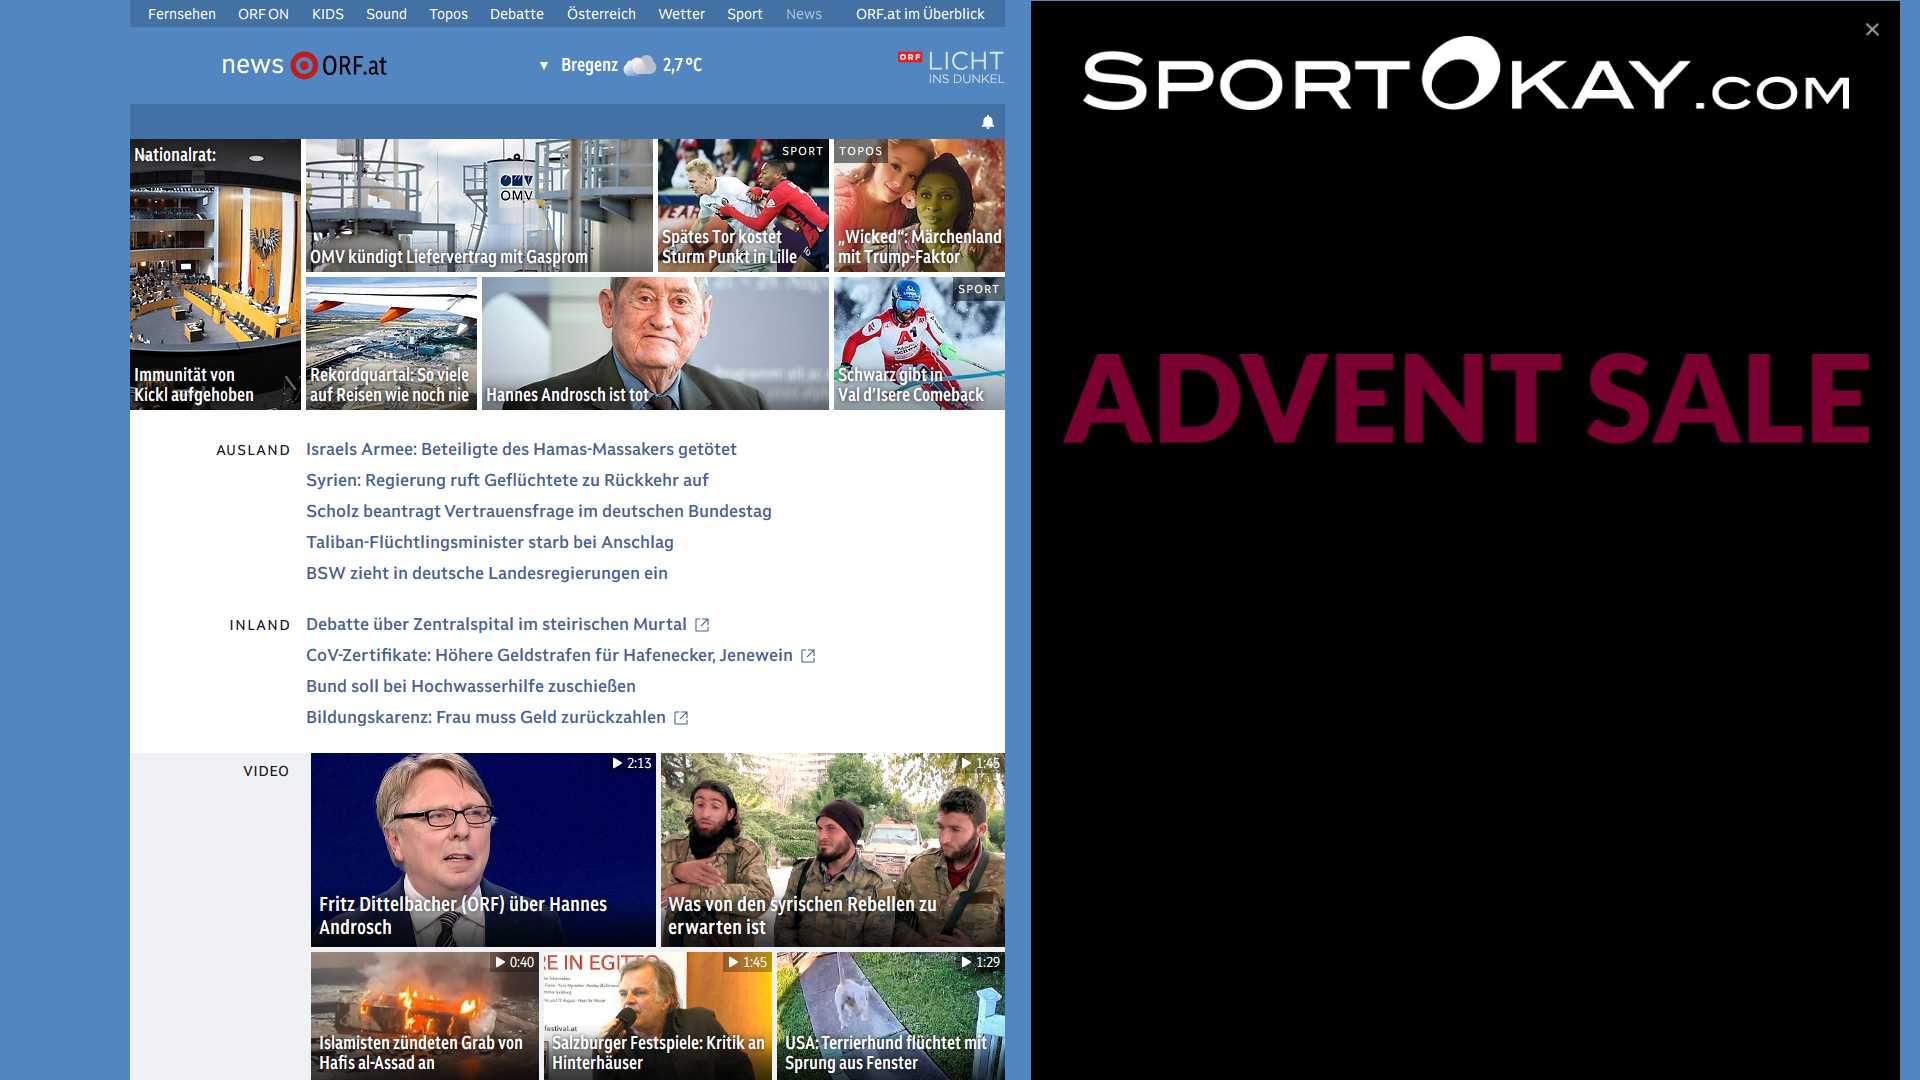 Fernsehen ORF ON KIDS Sound Topos Debatte Österreich Wetter Sport News ORF.at im Überblick
news ORF.at
▼ Bregenz 2,7 °C
ORF LICHT
INS DUNKEL
Nationalrat:
Immunität von
Kickl aufgehoben
OMV
OMV
OMV kündigt Liefervertrag mit Gasprom
SPORT
Spätes Tor kostet
Sturm Punkt in Lille
TOPOS
„Wicked“: Märchenland
mit Trump-Faktor
Rekordquartal: So viele
auf Reisen wie noch nie
Hannes Androsch ist tot
SPORT
Schwarz gibt in
Val d’Isere Comeback
AUSLAND
Israels Armee: Beteiligte des Hamas-Massakers getötet
Syrien: Regierung ruft Geflüchtete zu Rückkehr auf
Scholz beantragt Vertrauensfrage im deutschen Bundestag
Taliban-Flüchtlingsminister starb bei Anschlag
BSW zieht in deutsche Landesregierungen ein
INLAND
Debatte über Zentralspital im steirischen Murtal
CoV-Zertifikate: Höhere Geldstrafen für Hafenecker, Jenewein
Bund soll bei Hochwasserhilfe zuschießen
Bildungskarenz: Frau muss Geld zurückzahlen
VIDEO
2:13
Fritz Dittelbacher (ORF) über Hannes
Androsch
1:45
Was von den syrischen Rebellen zu
erwarten ist
0:40
Islamisten zündeten Grab von
Hafis al-Assad an
RE IN EGITTO
festival.at
1:45
Salzburger Festspiele: Kritik an
Hinterhäuser
1:29
USA: Terrierhund flüchtet mit
Sprung aus Fenster
SPORTOKAY.COM
ADVENT SALE